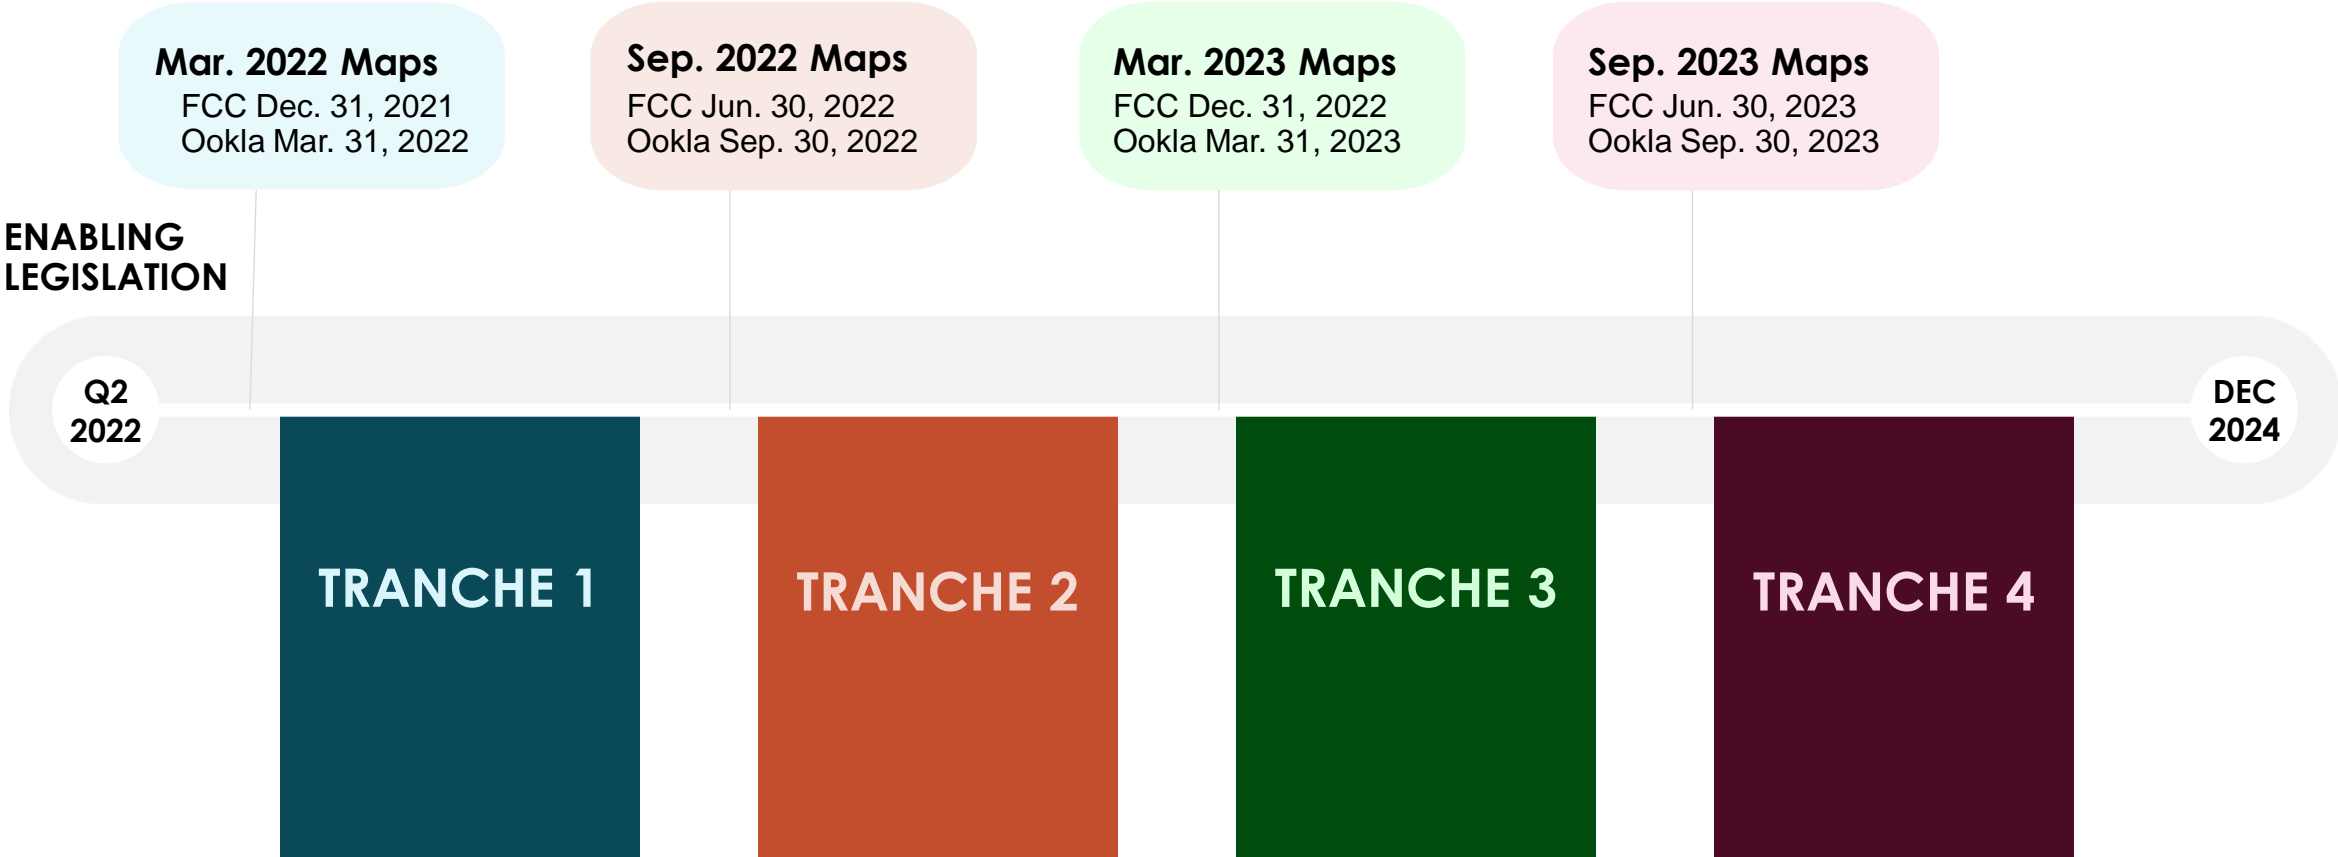 Mar. 2022 Maps
FCC Dec. 31, 2021
Ookla Mar. 31, 2022
Sep. 2022 Maps
FCC Jun. 30, 2022
Ookla Sep. 30, 2022
Mar. 2023 Maps
FCC Dec. 31, 2022
Ookla Mar. 31, 2023
Sep. 2023 Maps
FCC Jun. 30, 2023
Ookla Sep. 30, 2023
ENABLING
LEGISLATION
Q2
2022
DEC
2024
TRANCHE 1
TRANCHE 2
TRANCHE 3
TRANCHE 4